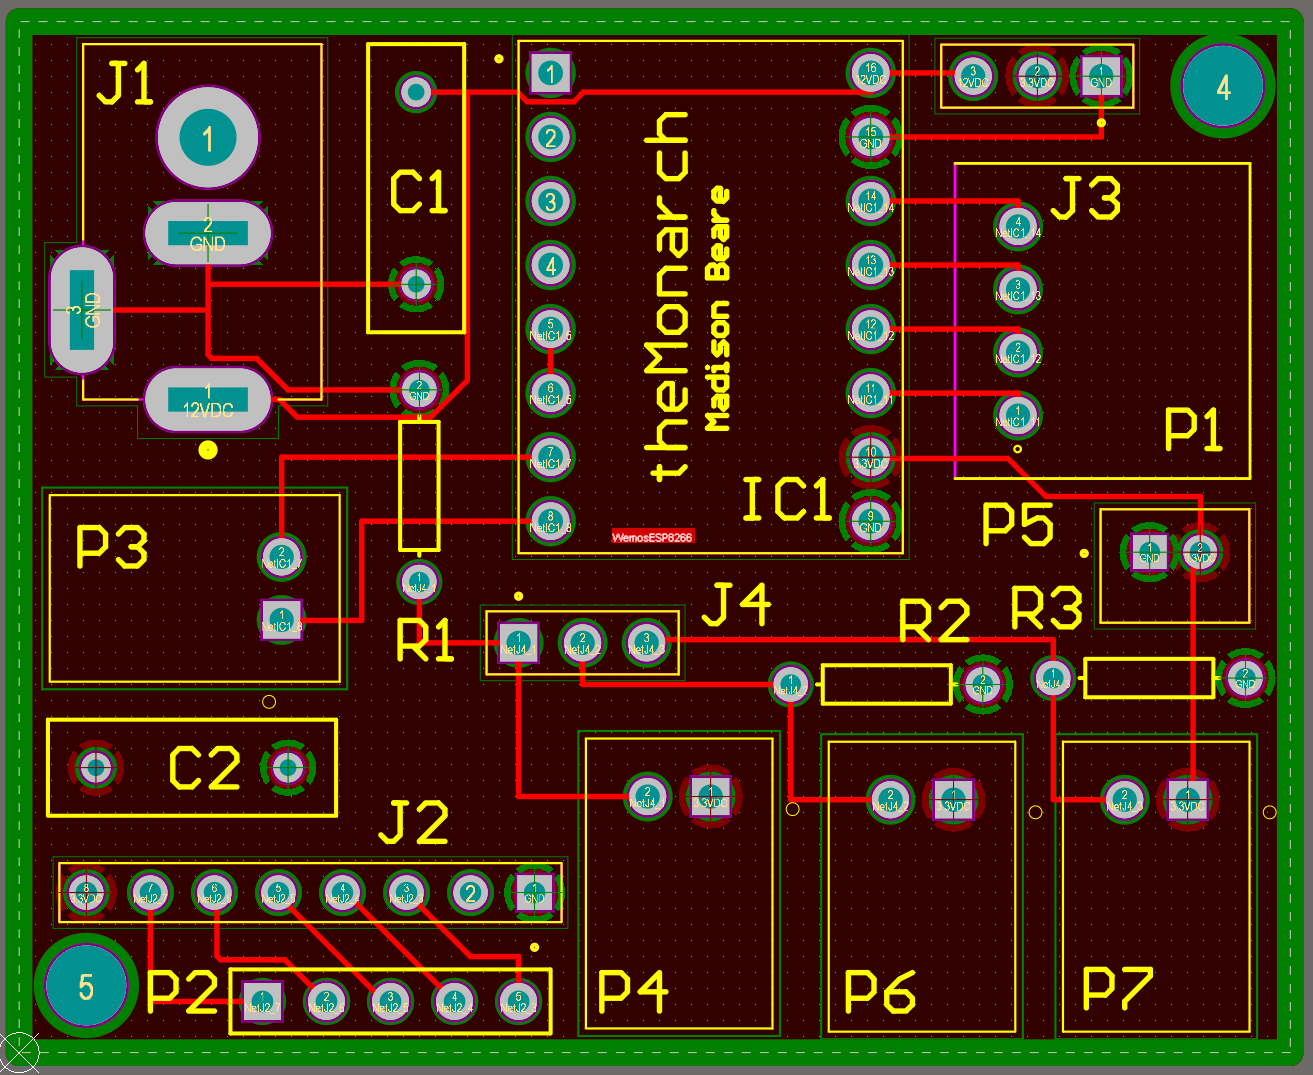 J1
1
2
GND
3
GND
1
12VDC
C1
2
GND
1
2
3
4
5
NetIC1_5
6
NetIC1_5
7
NetIC1_7
8
NetIC1_8
theMonarch
Madison Beare
IC1
WemosESP8266
16
12VDC
15
GND
14
NetIC1_14
13
NetIC1_13
12
NetIC1_12
11
NetIC1_11
10
3.3VDC
9
GND
3
12VDC
2
3.3VDC
1
GND
4
J3
4
NetIC1_14
3
NetIC1_13
2
NetIC1_12
1
NetIC1_11
P1
P5
1
GND
2
3.3VDC
P3
2
NetIC1_7
1
NetIC1_8
1
NetJ4_1
R1
J4
1
NetJ4_1
2
NetJ4_2
3
NetJ4_3
R2
2
GND
NetJ4_2
R3
NetJ4_3
2
GND
C2
J2
8
3.3VDC
7
NetJ2_7
6
NetJ2_6
5
NetJ2_5
4
NetJ2_4
3
NetJ2_3
2
1
GND
5
P2
1
NetJ2_7
2
NetJ2_6
3
NetJ2_5
4
NetJ2_4
5
NetJ2_3
2
NetJ4_1
1
3.3VDC
P4
2
NetJ4_2
1
3.3VDC
P6
2
NetJ4_3
1
3.3VDC
P7